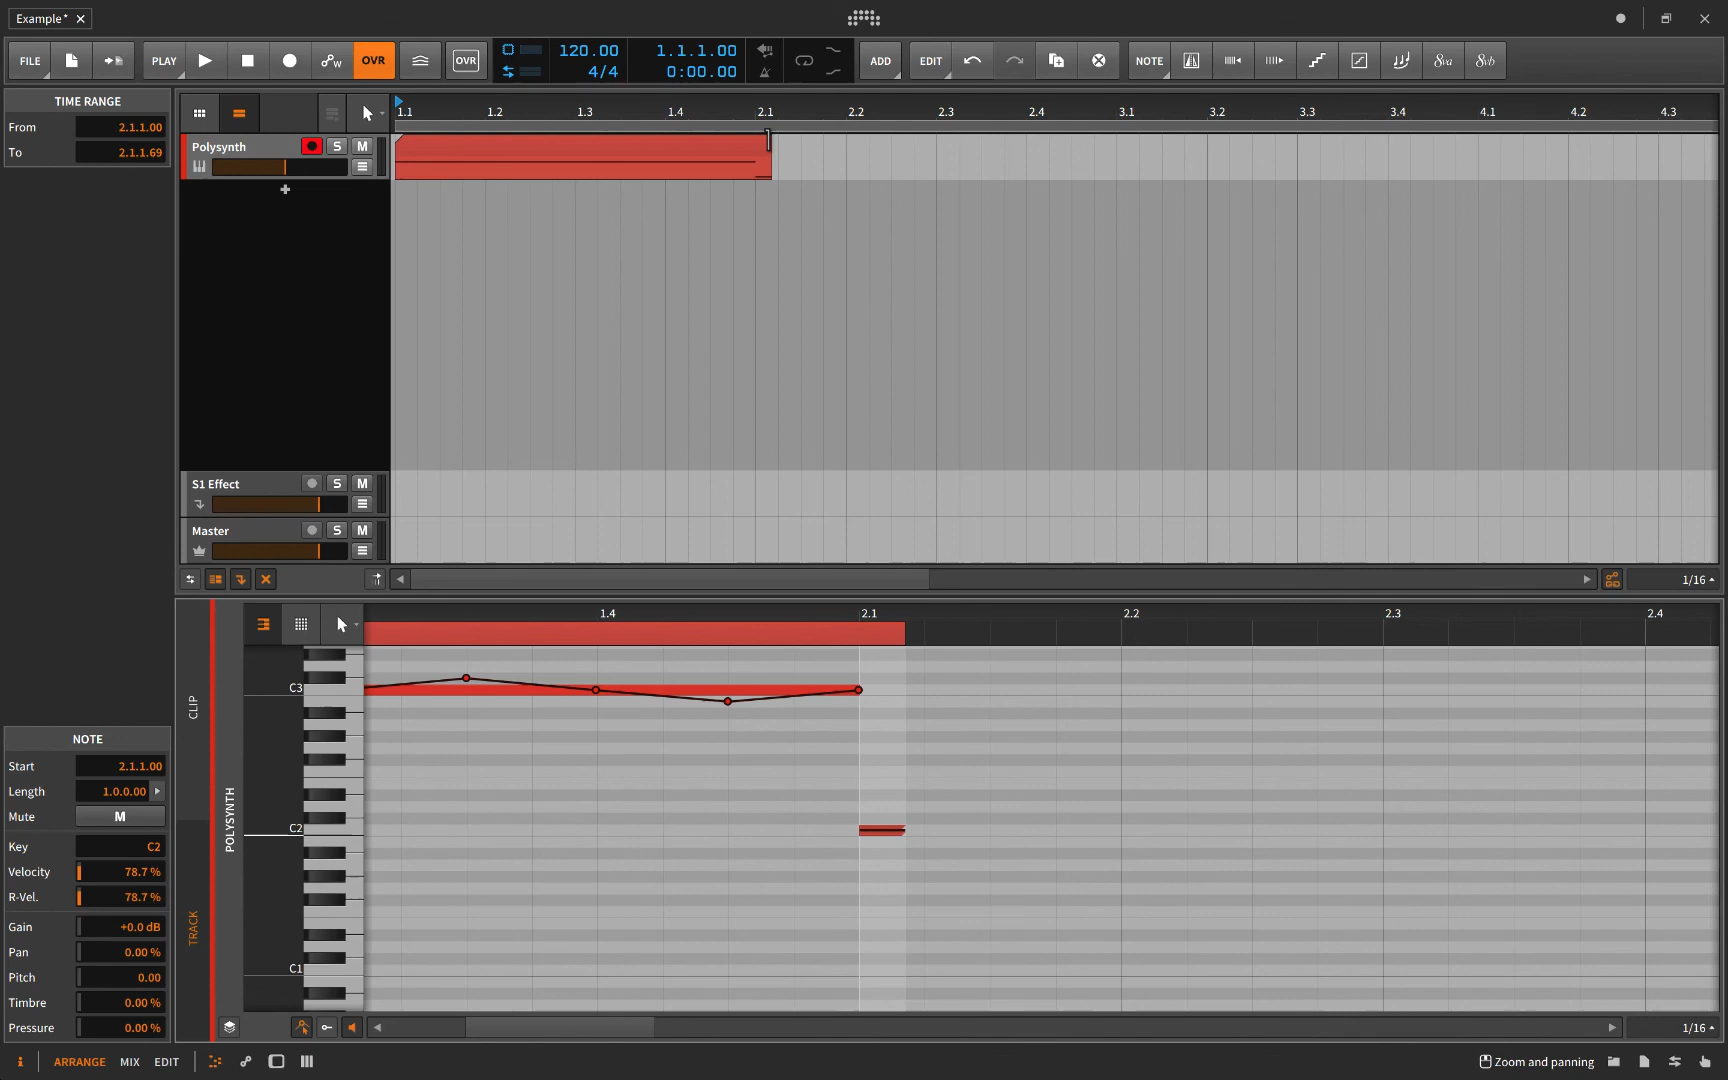 Example*
FILE
PLAY
OVR
OVR
120.00
4/4
1.1.1.00
0:00.00
ADD
EDIT
NOTE
8va
8vb
TIME RANGE
From 2.1.1.00
To 2.1.1.69
1.1 1.2 1.3 1.4 2.1 2.2 2.3 2.4 3.1 3.2 3.3 3.4 4.1 4.2 4.3
Polysynth S M
S1 Effect S M
Master S M
1/16
1.4 2.1 2.2 2.3 2.4
CLIP
TRACK
POLYSYNTH
C3
C2
C1
NOTE
Start 2.1.1.00
Length 1.0.0.00
Mute M
Key C2
Velocity 78.7 %
R-Vel. 78.7 %
Gain +0.0 dB
Pan 0.00 %
Pitch 0.00
Timbre 0.00 %
Pressure 0.00 %
1/16
i ARRANGE MIX EDIT
Zoom and panning